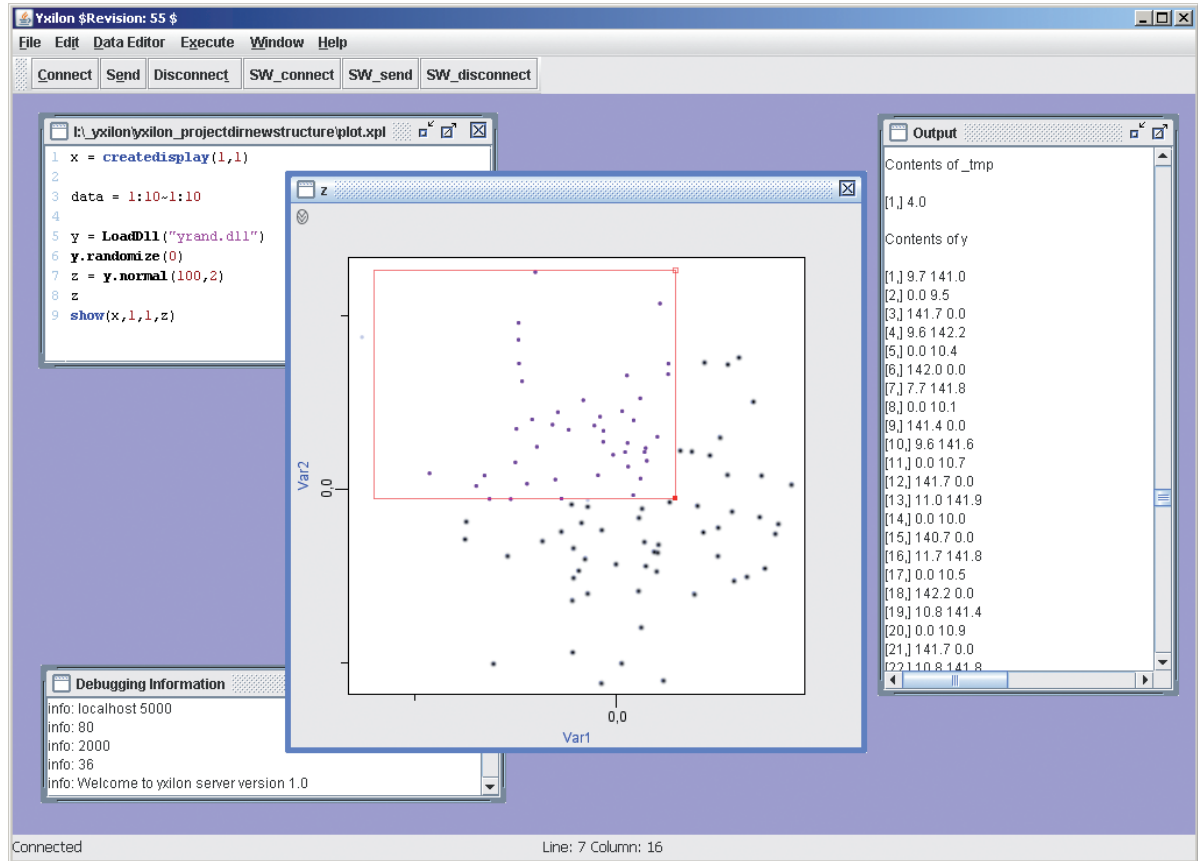 Yxilon $Revision: 55 $
File Edit Data Editor Execute Window Help
Connect Send Disconnect SW_connect SW_send SW_disconnect
I:\_yxilon\yxilon_projectdirnewstructure\plot.xpl
1 x = createdisplay(1,1)
2
3 data = 1:10~1:10
4
5 y = LoadDll("yrand.dll")
6 y.randomize(0)
7 z = y.normal(100,2)
8 z
9 show(x,1,1,z)
z
Var2
0,0
0,0
Var1
Output
Contents of _tmp
[1,] 4.0
Contents of y
[1,] 9.7 141.0
[2,] 0.0 9.5
[3,] 141.7 0.0
[4,] 9.6 142.2
[5,] 0.0 10.4
[6,] 142.0 0.0
[7,] 7.7 141.8
[8,] 0.0 10.1
[9,] 141.4 0.0
[10,] 9.6 141.6
[11,] 0.0 10.7
[12,] 141.7 0.0
[13,] 11.0 141.9
[14,] 0.0 10.0
[15,] 140.7 0.0
[16,] 11.7 141.8
[17,] 0.0 10.5
[18,] 142.2 0.0
[19,] 10.8 141.4
[20,] 0.0 10.9
[21,] 141.7 0.0
[22,] 10.8 141.8
Debugging Information
info: localhost 5000
info: 80
info: 2000
info: 36
info: Welcome to yxilon server version 1.0
Connected
Line: 7 Column: 16